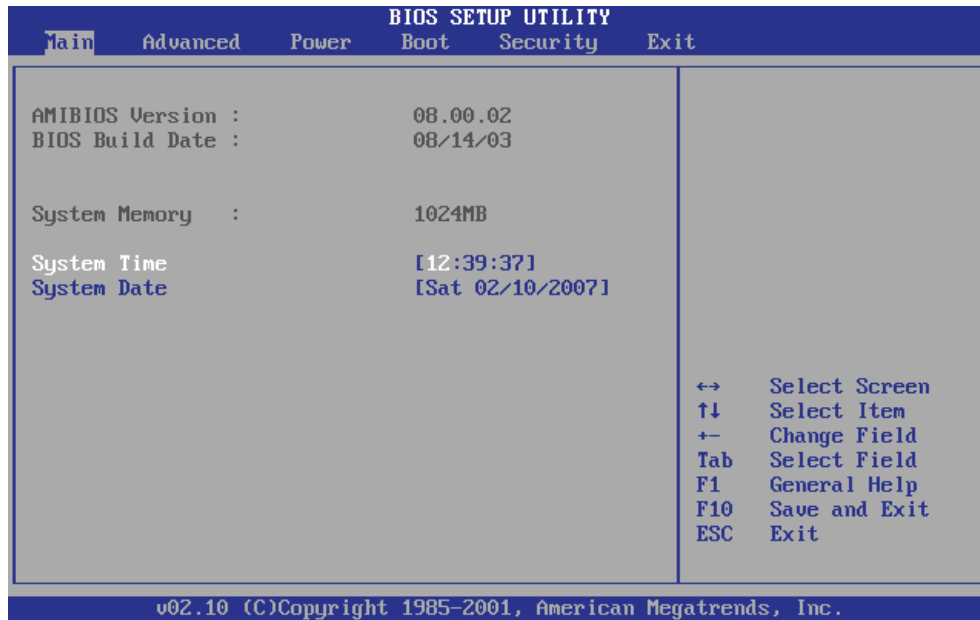 BIOS SETUP UTILITY
Main Advanced Power Boot Security Exit
AMIBIOS Version : 08.00.02
BIOS Build Date : 08/14/03
System Memory : 1024MB
System Time [12:39:37]
System Date [Sat 02/10/2007]
←→ Select Screen
↑↓ Select Item
+- Change Field
Tab Select Field
F1 General Help
F10 Save and Exit
ESC Exit
v02.10 (C)Copyright 1985-2001, American Megatrends, Inc.